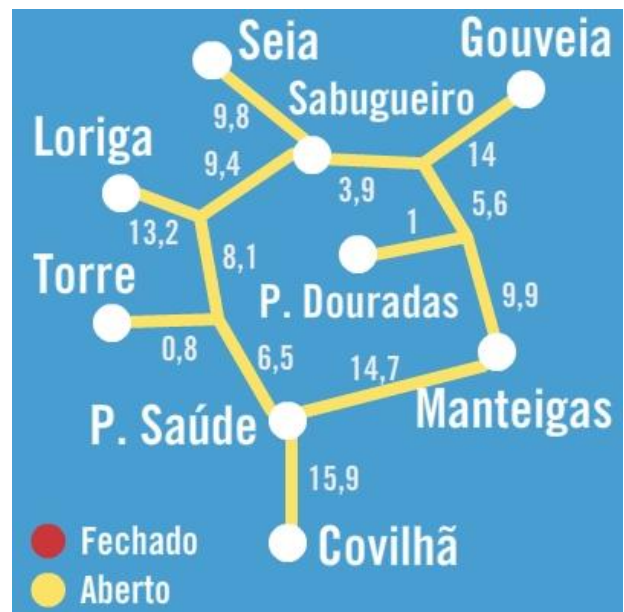 Seia
Gouveia
Sabugueiro
9,8
Loriga
9,4
14
3,9
5,6
13,2
1
8,1
Torre
P. Douradas
9,9
0,8
6,5
14,7
Manteigas
P. Saúde
15,9
Fechado
Covilhã
Aberto